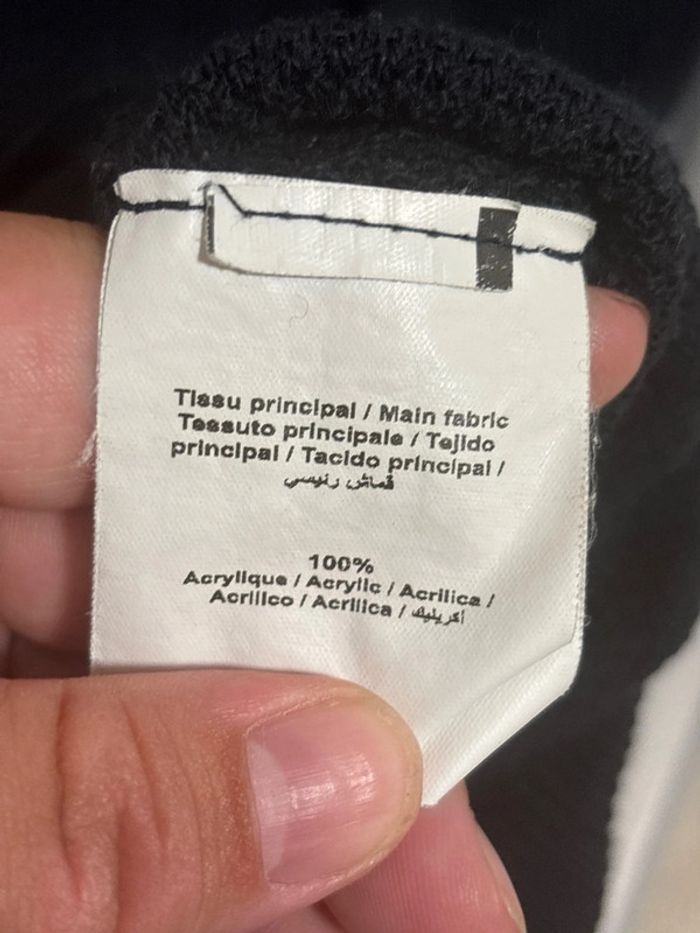 Tissu principal / Main fabric
Tessuto principale / Tejido
principal / Tacido principal /
قماش رئيسي
100%
Acrylique / Acrylic / Acrilica /
Acrilico / Acrilica / أكريليك